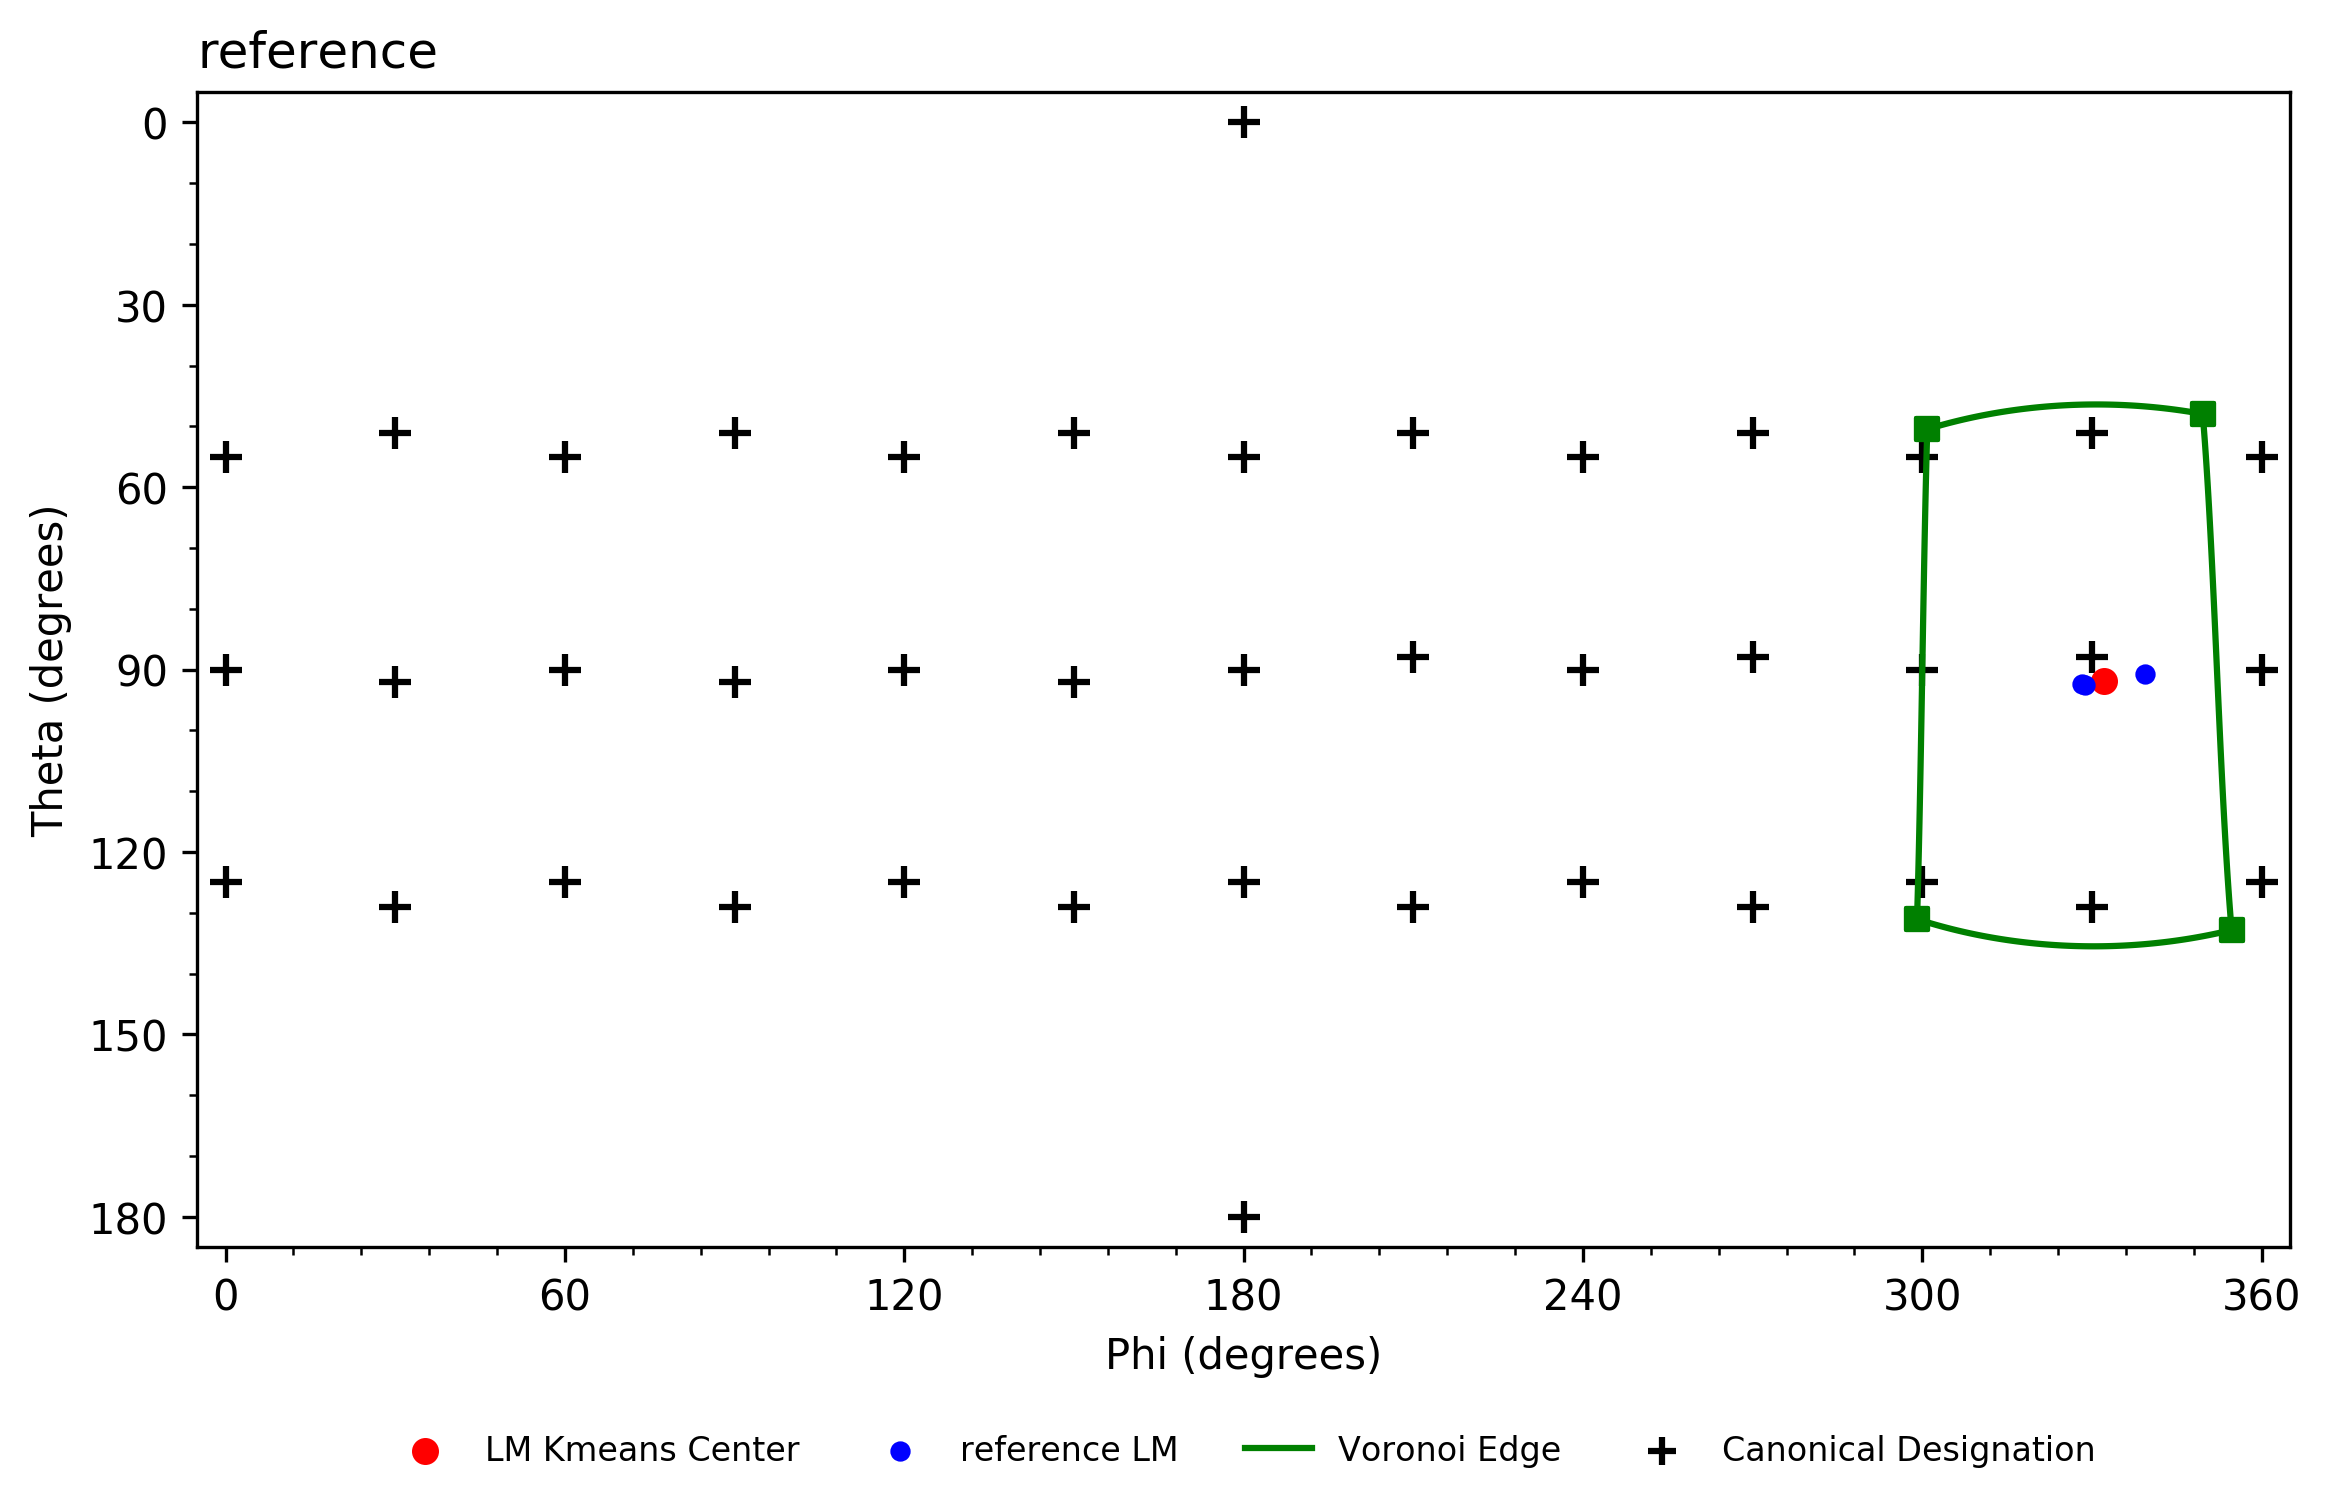 reference
0
30
60
90
120
150
180
Theta (degrees)
0 60 120 180 240 300 360
Phi (degrees)
LM Kmeans Center reference LM Voronoi Edge Canonical Designation